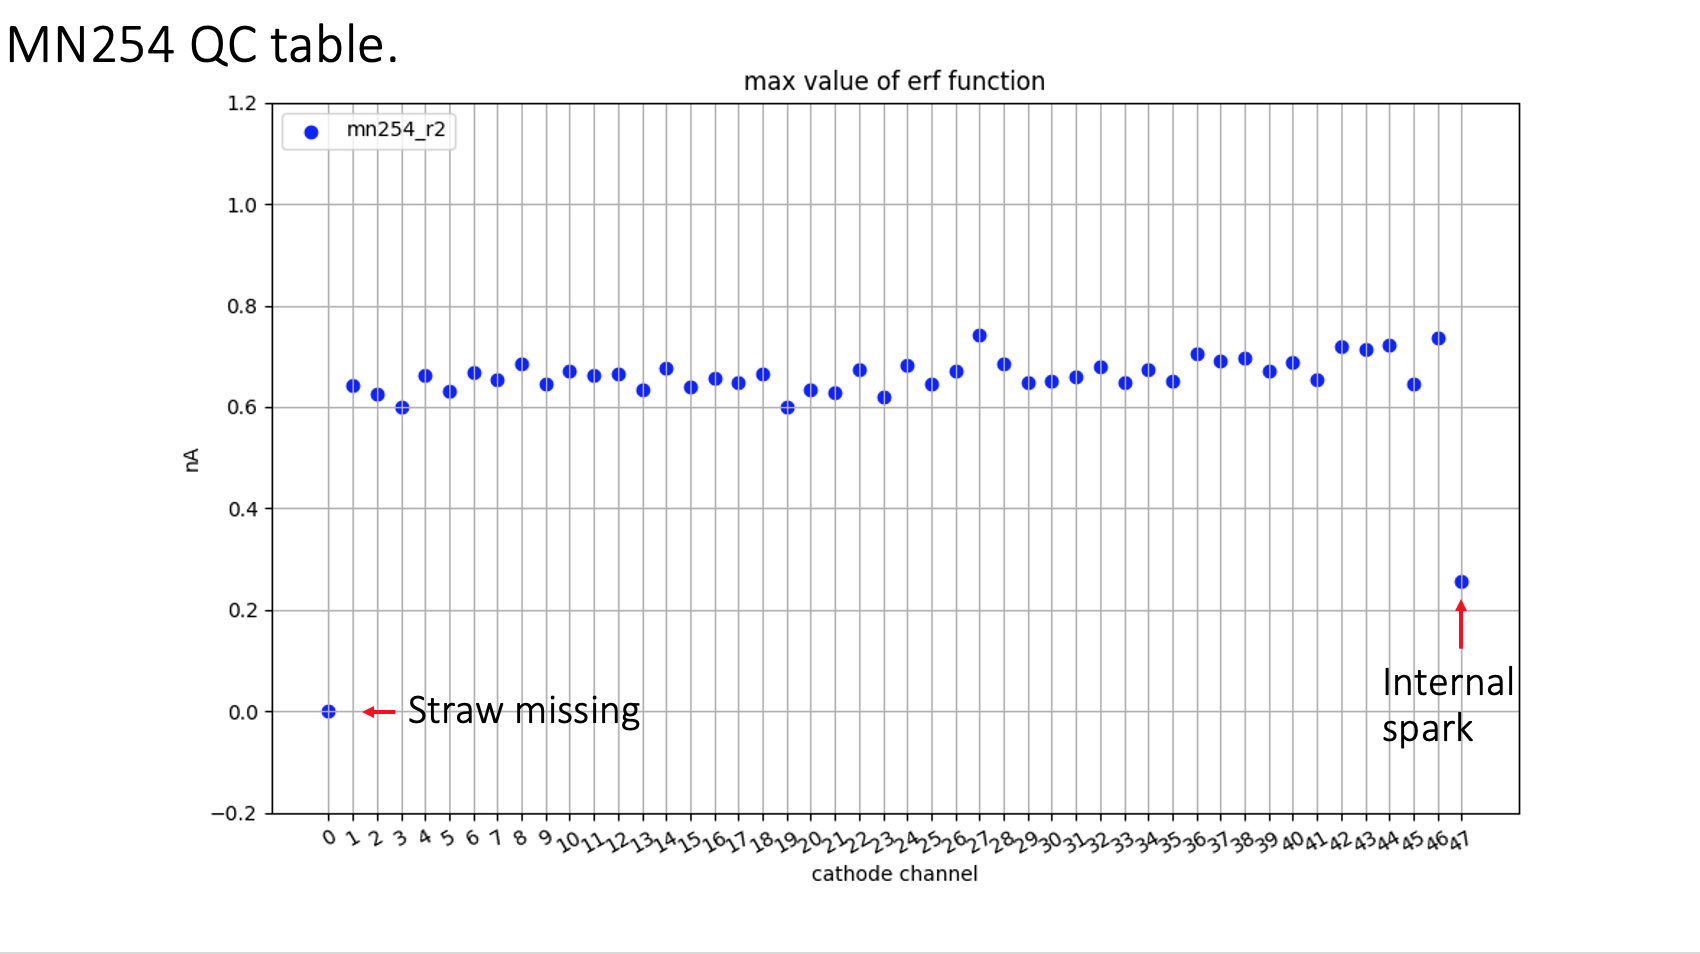 MN254 QC table.
max value of erf function
mn254_r2
1.2
1.0
0.8
0.6
0.4
0.2
0.0
−0.2
nA
Straw missing
Internal
spark
0 1 2 3 4 5 6 7 8 9 10 11 12 13 14 15 16 17 18 19 20 21 22 23 24 25 26 27 28 29 30 31 32 33 34 35 36 37 38 39 40 41 42 43 44 45 46 47
cathode channel